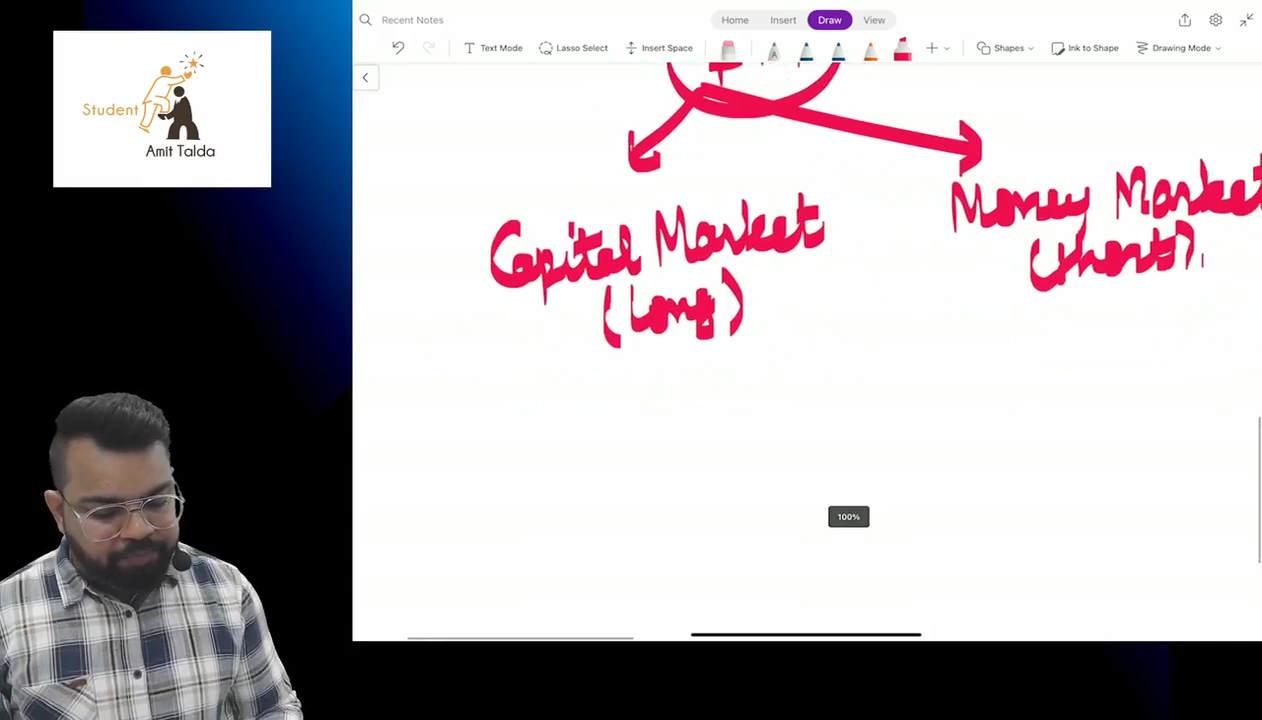 Recent Notes
Home Insert Draw View
Text Mode Lasso Select Insert Space Shapes Ink to Shape Drawing Mode
Student
Amit Talda
Capital Market
(Long)
Money Market
(Short)
100%